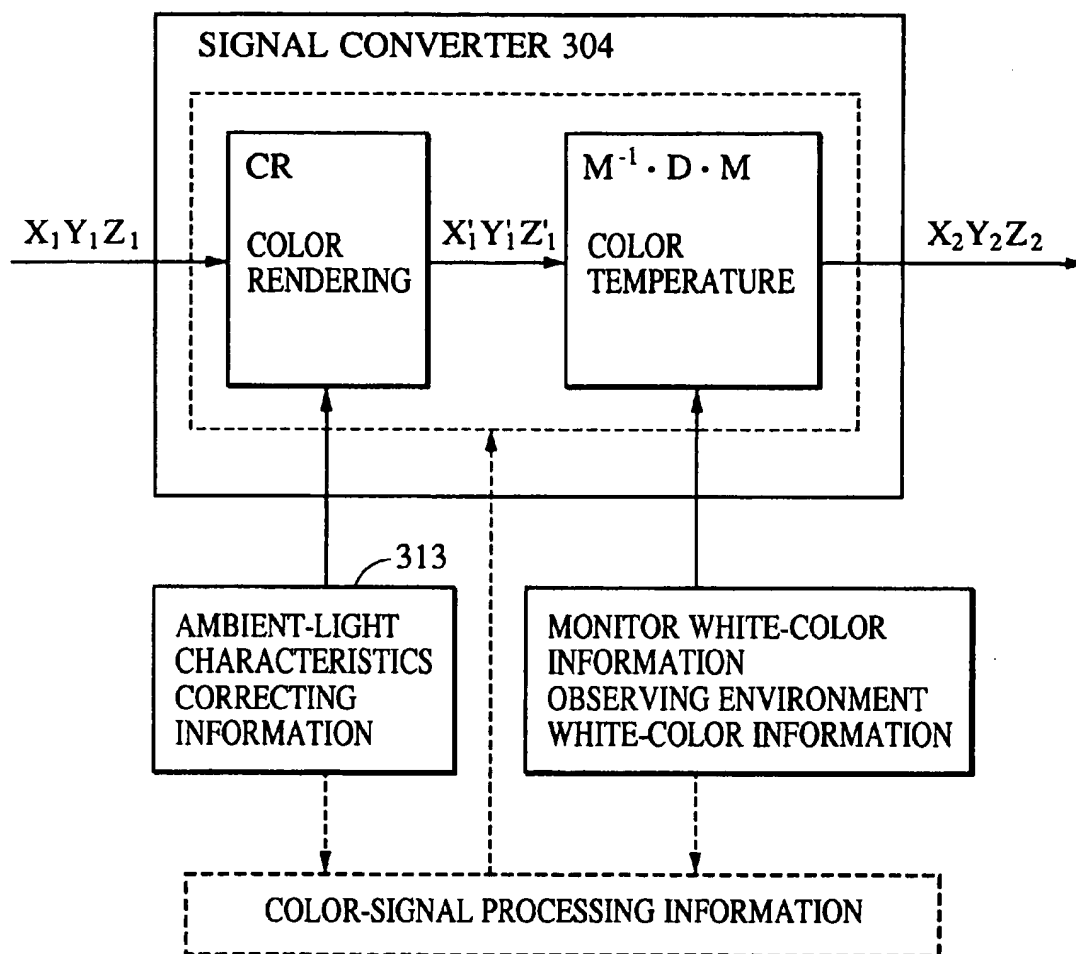 SIGNAL CONVERTER 304
CR
COLOR
RENDERING
M⁻¹ · D · M
COLOR
TEMPERATURE
X₁Y₁Z₁
X'₁Y'₁Z'₁
X₂Y₂Z₂
313
AMBIENT-LIGHT
CHARACTERISTICS
CORRECTING
INFORMATION
MONITOR WHITE-COLOR
INFORMATION
OBSERVING ENVIRONMENT
WHITE-COLOR INFORMATION
COLOR-SIGNAL PROCESSING INFORMATION